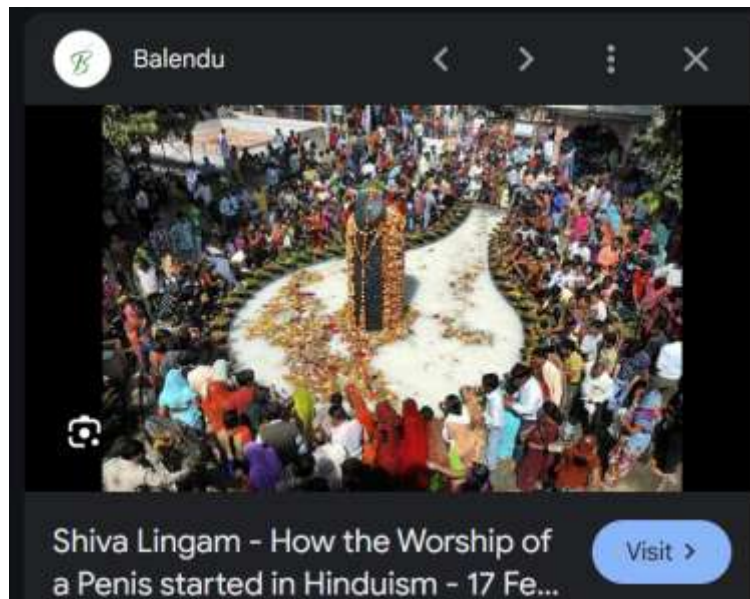 Balendu
Shiva Lingam - How the Worship of
a Penis started in Hinduism - 17 Fe...
Visit >